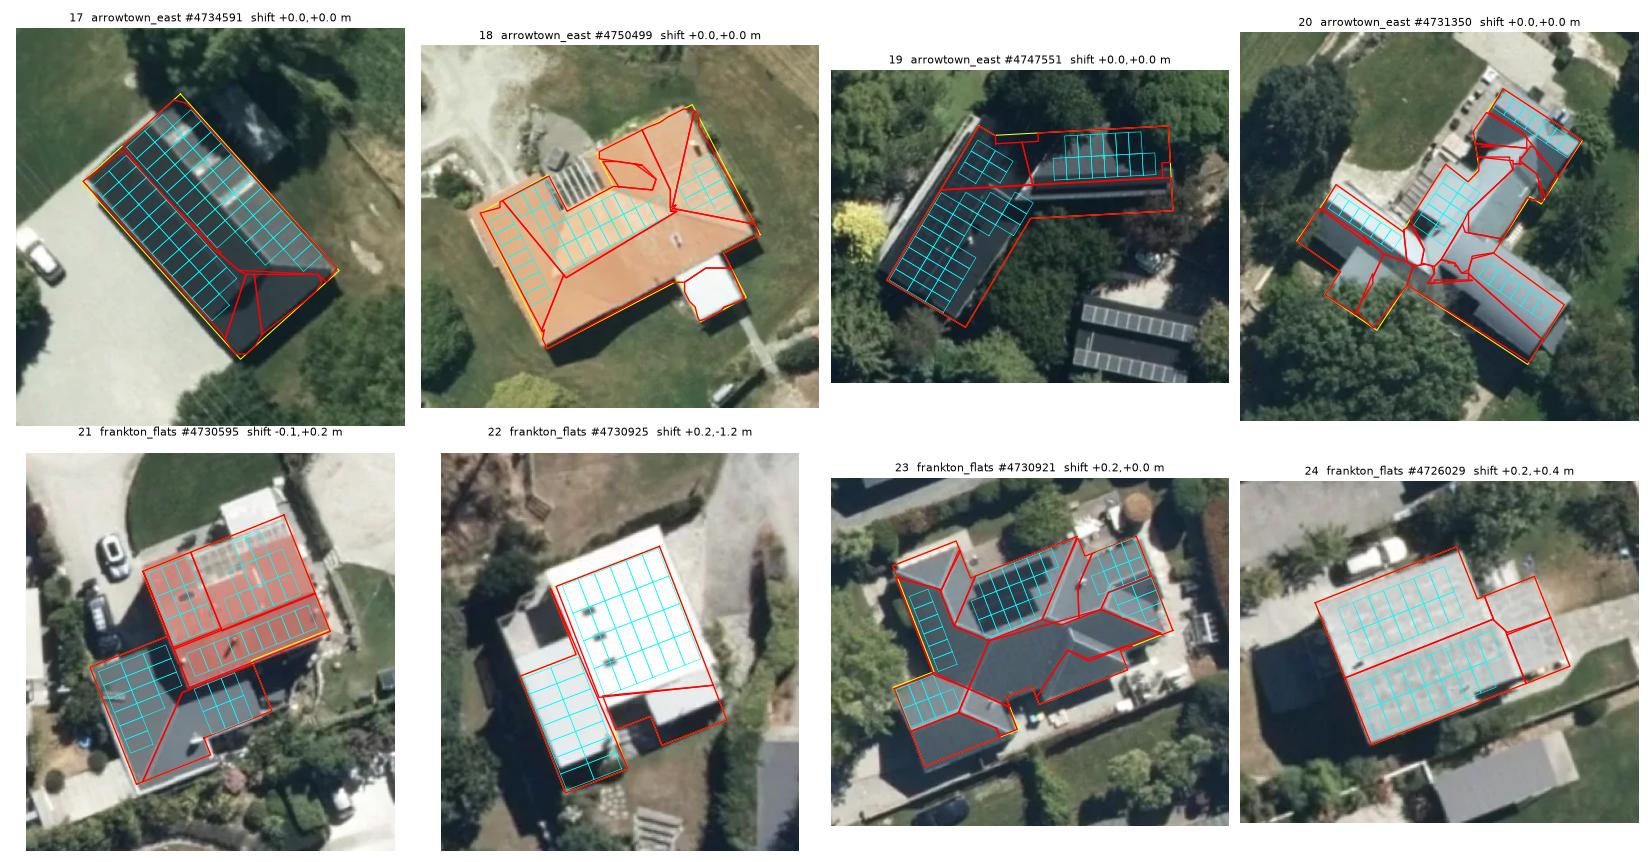 17 arrowtown_east #4734591 shift +0.0,+0.0 m
18 arrowtown_east #4750499 shift +0.0,+0.0 m
19 arrowtown_east #4747551 shift +0.0,+0.0 m
20 arrowtown_east #4731350 shift +0.0,+0.0 m
21 frankton_flats #4730595 shift -0.1,+0.2 m
22 frankton_flats #4730925 shift +0.2,-1.2 m
23 frankton_flats #4730921 shift +0.2,+0.0 m
24 frankton_flats #4726029 shift +0.2,+0.4 m